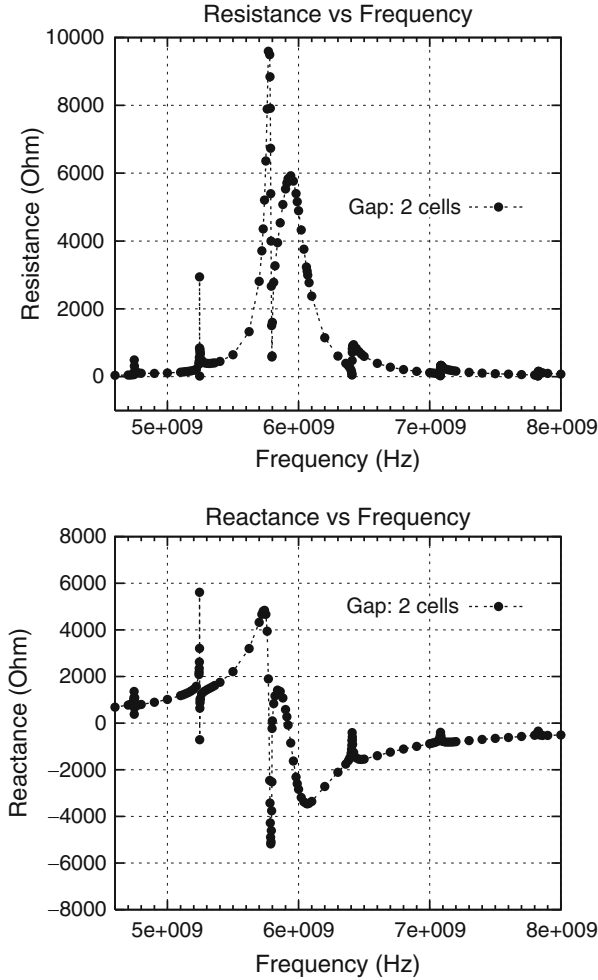 Resistance vs Frequency
10000
8000
6000
4000
2000
0
Resistance (Ohm)
Gap: 2 cells
5e+009 6e+009 7e+009 8e+009
Frequency (Hz)
Reactance vs Frequency
8000
6000
4000
2000
0
−2000
−4000
−6000
−8000
Reactance (Ohm)
Gap: 2 cells
5e+009 6e+009 7e+009 8e+009
Frequency (Hz)